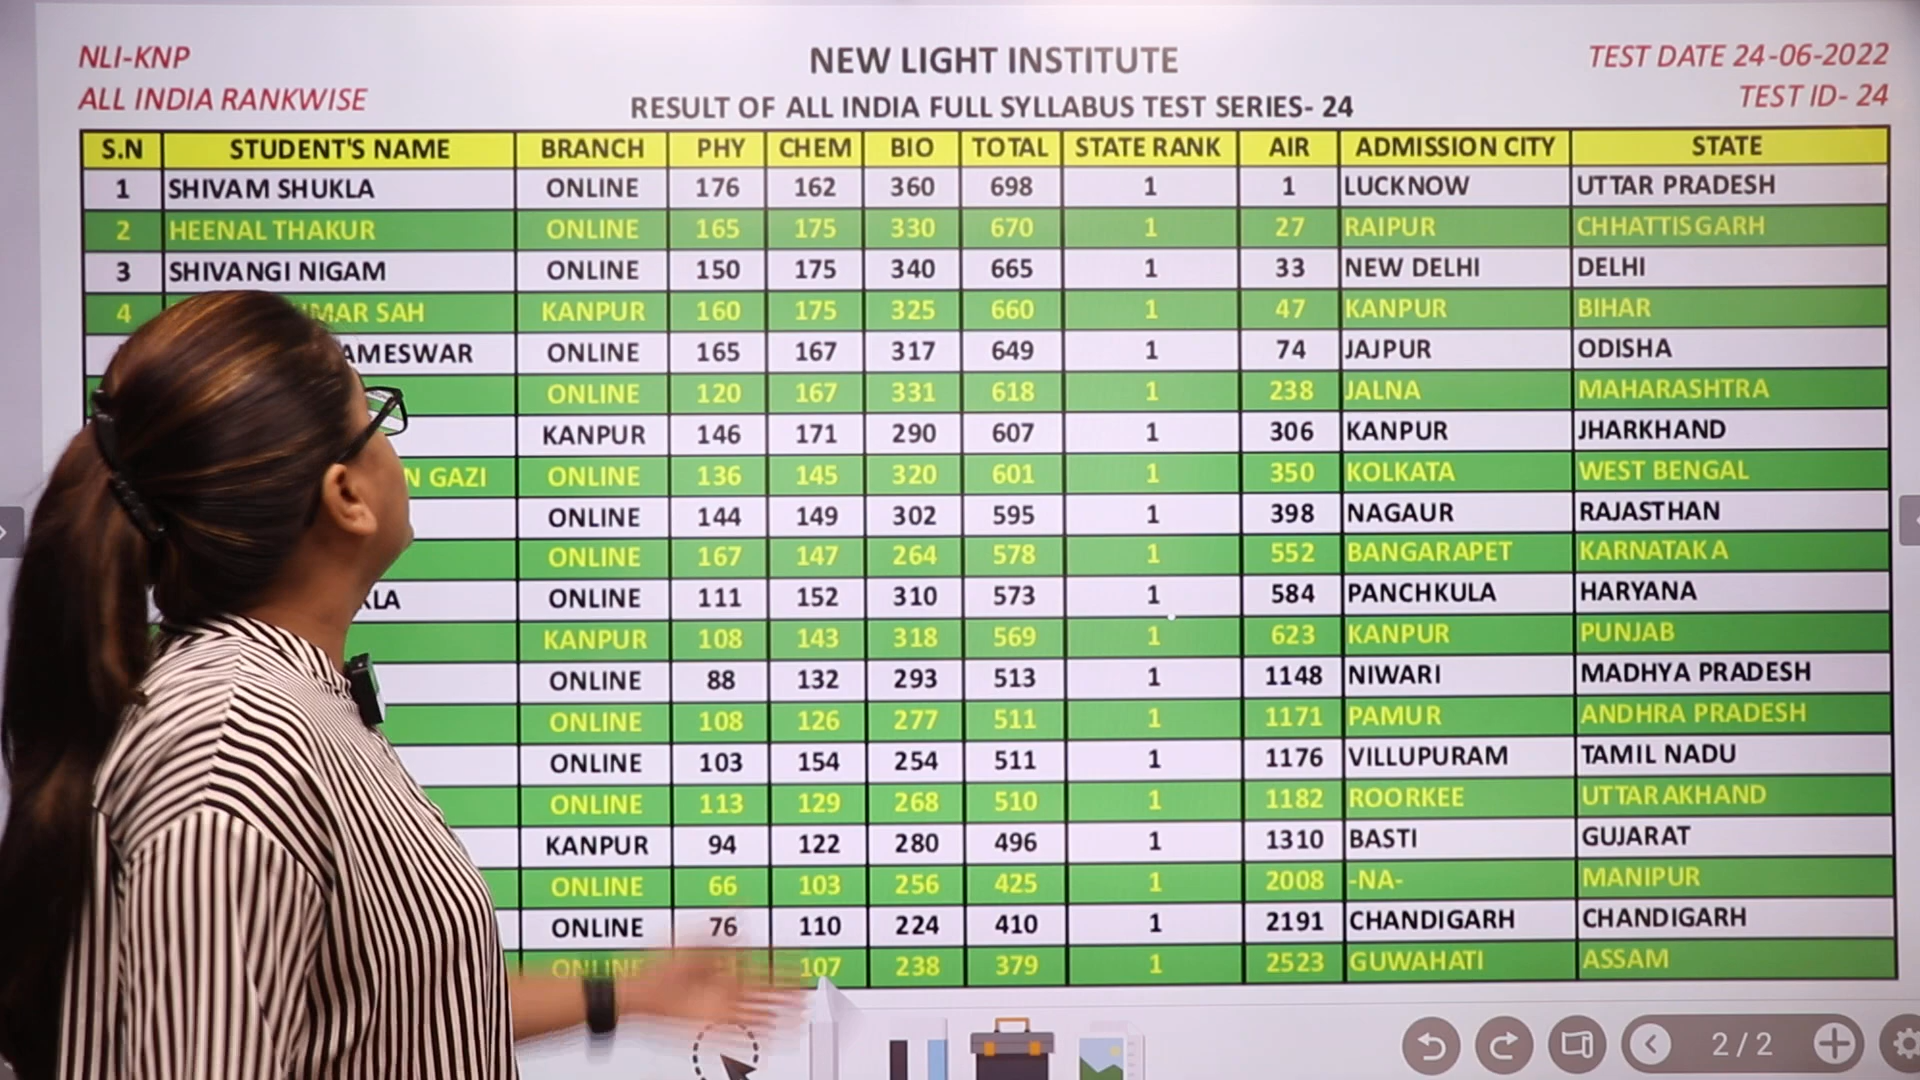 NLI-KNP
NEW LIGHT INSTITUTE
TEST DATE 24-06-2022
ALL INDIA RANKWISE
RESULT OF ALL INDIA FULL SYLLABUS TEST SERIES- 24
TEST ID- 24
S.N STUDENT'S NAME BRANCH PHY CHEM BIO TOTAL STATE RANK AIR ADMISSION CITY STATE
1 SHIVAM SHUKLA ONLINE 176 162 360 698 1 1 LUCKNOW UTTAR PRADESH
2 HEENAL THAKUR ONLINE 165 175 330 670 1 27 RAIPUR CHHATTISGARH
3 SHIVANGI NIGAM ONLINE 150 175 340 665 1 33 NEW DELHI DELHI
4 SAH KANPUR 160 175 325 660 1 47 KANPUR BIHAR
ONLINE 165 167 317 649 1 74 JAJPUR ODISHA
ONLINE 120 167 331 618 1 238 JALNA MAHARASHTRA
KANPUR 146 171 290 607 1 306 KANPUR JHARKHAND
GAZI ONLINE 136 145 320 601 1 350 KOLKATA WEST BENGAL
ONLINE 144 149 302 595 1 398 NAGAUR RAJASTHAN
ONLINE 167 147 264 578 1 552 BANGARAPET KARNATAKA
ONLINE 111 152 310 573 1 584 PANCHKULA HARYANA
KANPUR 108 143 318 569 1 623 KANPUR PUNJAB
ONLINE 88 132 293 513 1 1148 NIWARI MADHYA PRADESH
ONLINE 108 126 277 511 1 1171 PAMUR ANDHRA PRADESH
ONLINE 103 154 254 511 1 1176 VILLUPURAM TAMIL NADU
ONLINE 113 129 268 510 1 1182 ROORKEE UTTARAKHAND
KANPUR 94 122 280 496 1 1310 BASTI GUJARAT
ONLINE 66 103 256 425 1 2008 -NA- MANIPUR
ONLINE 76 110 224 410 1 2191 CHANDIGARH CHANDIGARH
ONLINE 107 238 379 1 2523 GUWAHATI ASSAM
2/2